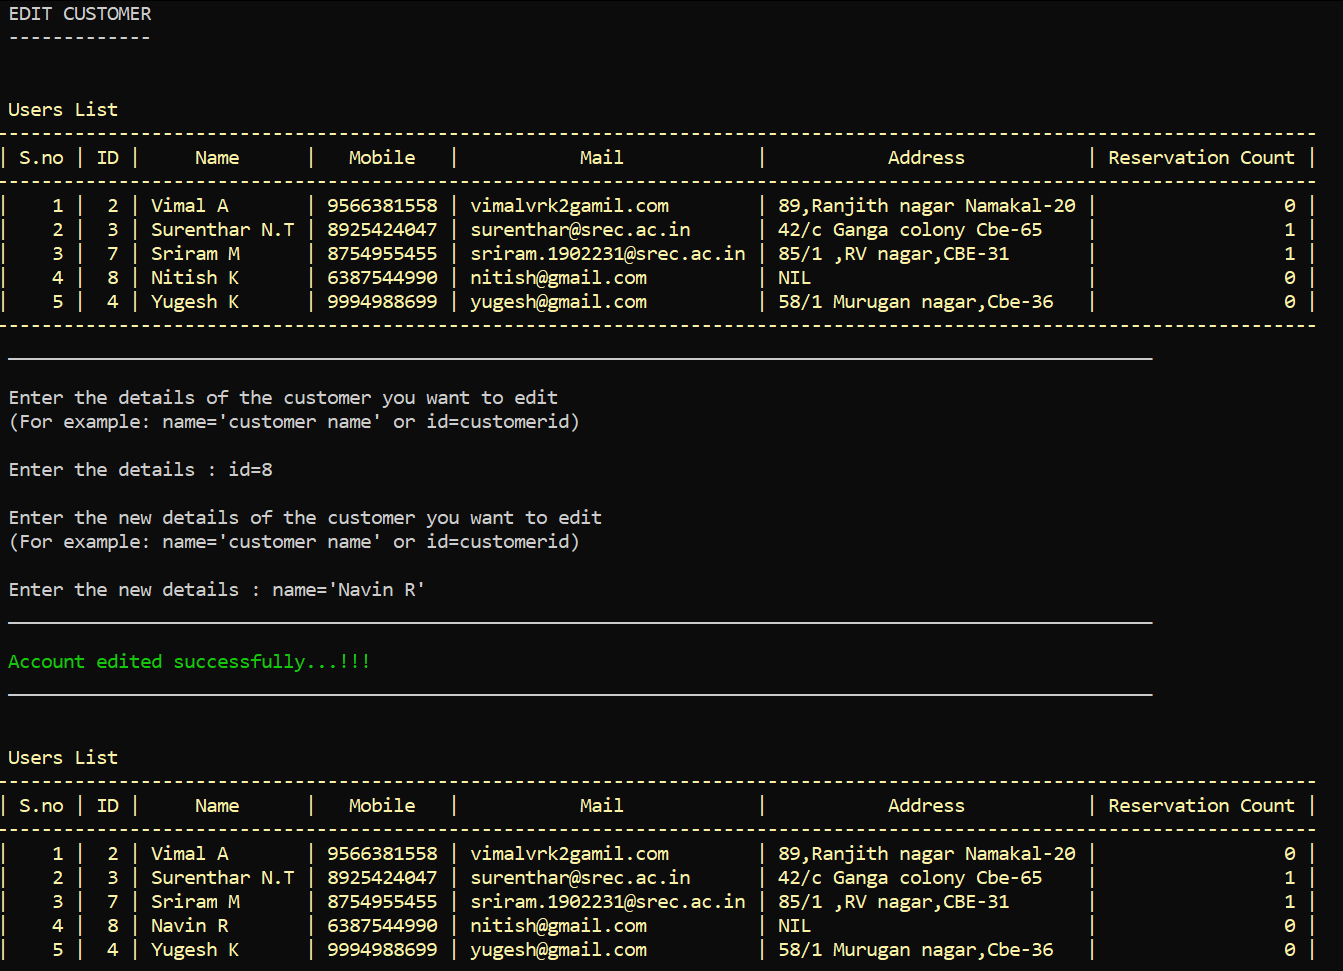 EDIT CUSTOMER
-------------
Users List
------------------------------------------------------------------------------------------------------------------------
| S.no | ID |     Name      |   Mobile   |           Mail            |           Address           | Reservation Count |
------------------------------------------------------------------------------------------------------------------------
|    1 |  2 | Vimal A       | 9566381558 | vimalvrk2gamil.com        | 89,Ranjith nagar Namakal-20 |                 0 |
|    2 |  3 | Surenthar N.T | 8925424047 | surenthar@srec.ac.in      | 42/c Ganga colony Cbe-65    |                 1 |
|    3 |  7 | Sriram M      | 8754955455 | sriram.1902231@srec.ac.in | 85/1 ,RV nagar,CBE-31       |                 1 |
|    4 |  8 | Nitish K      | 6387544990 | nitish@gmail.com          | NIL                         |                 0 |
|    5 |  4 | Yugesh K      | 9994988699 | yugesh@gmail.com          | 58/1 Murugan nagar,Cbe-36   |                 0 |
------------------------------------------------------------------------------------------------------------------------
________________________________________________________________________________________________________
Enter the details of the customer you want to edit
(For example: name='customer name' or id=customerid)
Enter the details : id=8
Enter the new details of the customer you want to edit
(For example: name='customer name' or id=customerid)
Enter the new details : name='Navin R'
________________________________________________________________________________________________________
Account edited successfully...!!!
________________________________________________________________________________________________________
Users List
------------------------------------------------------------------------------------------------------------------------
| S.no | ID |     Name      |   Mobile   |           Mail            |           Address           | Reservation Count |
------------------------------------------------------------------------------------------------------------------------
|    1 |  2 | Vimal A       | 9566381558 | vimalvrk2gamil.com        | 89,Ranjith nagar Namakal-20 |                 0 |
|    2 |  3 | Surenthar N.T | 8925424047 | surenthar@srec.ac.in      | 42/c Ganga colony Cbe-65    |                 1 |
|    3 |  7 | Sriram M      | 8754955455 | sriram.1902231@srec.ac.in | 85/1 ,RV nagar,CBE-31       |                 1 |
|    4 |  8 | Navin R       | 6387544990 | nitish@gmail.com          | NIL                         |                 0 |
|    5 |  4 | Yugesh K      | 9994988699 | yugesh@gmail.com          | 58/1 Murugan nagar,Cbe-36   |                 0 |